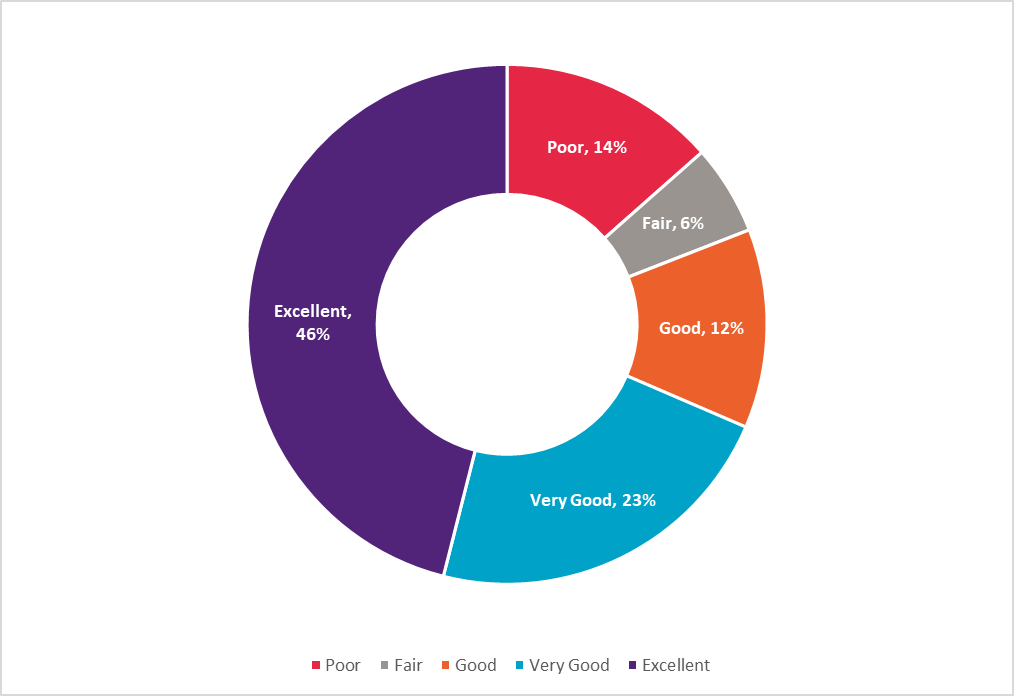 Poor, 14%
Fair, 6%
Good, 12%
Very Good, 23%
Excellent,
46%
Poor Fair Good Very Good Excellent